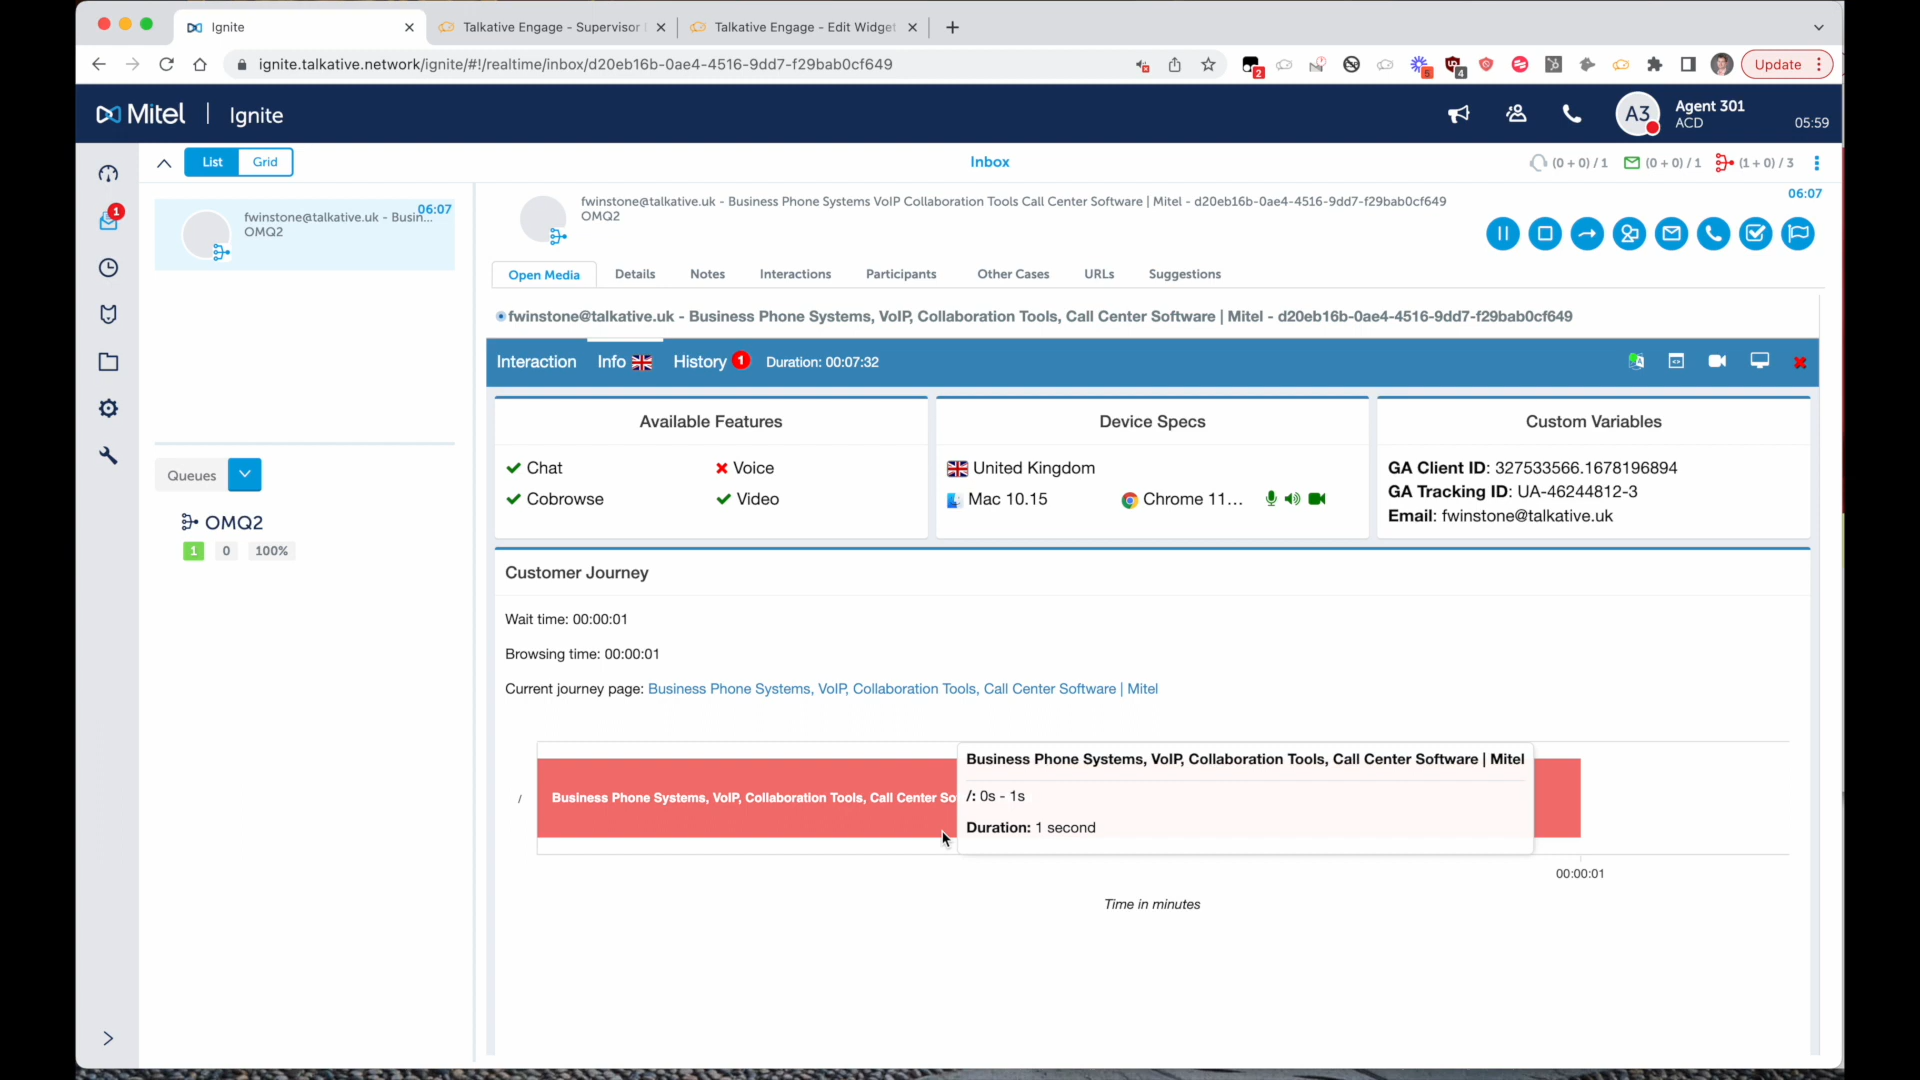 Ignite
Talkative Engage - Supervisor
Talkative Engage - Edit Widget
ignite.talkative.network/ignite/#!/realtime/inbox/d20eb16b-0ae4-4516-9dd7-f29bab0cf649
2
5
4
Update
Mitel | Ignite
A3
Agent 301
ACD
05:59
List
Grid
Inbox
(0 + 0) / 1
(0 + 0) / 1
(1 + 0) / 3
1
fwinstone@talkative.uk - Busin...
06:07
OMQ2
Queues
OMQ2
1
0
100%
fwinstone@talkative.uk - Business Phone Systems VoIP Collaboration Tools Call Center Software | Mitel - d20eb16b-0ae4-4516-9dd7-f29bab0cf649
OMQ2
06:07
Open Media
Details
Notes
Interactions
Participants
Other Cases
URLs
Suggestions
fwinstone@talkative.uk - Business Phone Systems, VoIP, Collaboration Tools, Call Center Software | Mitel - d20eb16b-0ae4-4516-9dd7-f29bab0cf649
Interaction
Info
History 1
Duration: 00:07:32
Available Features
Chat
Voice
Cobrowse
Video
Device Specs
United Kingdom
Mac 10.15
Chrome 11...
Custom Variables
GA Client ID: 327533566.1678196894
GA Tracking ID: UA-46244812-3
Email: fwinstone@talkative.uk
Customer Journey
Wait time: 00:00:01
Browsing time: 00:00:01
Current journey page: Business Phone Systems, VoIP, Collaboration Tools, Call Center Software | Mitel
/
Business Phone Systems, VoIP, Collaboration Tools, Call Center So
Business Phone Systems, VoIP, Collaboration Tools, Call Center Software | Mitel
/: 0s - 1s
Duration: 1 second
00:00:01
Time in minutes